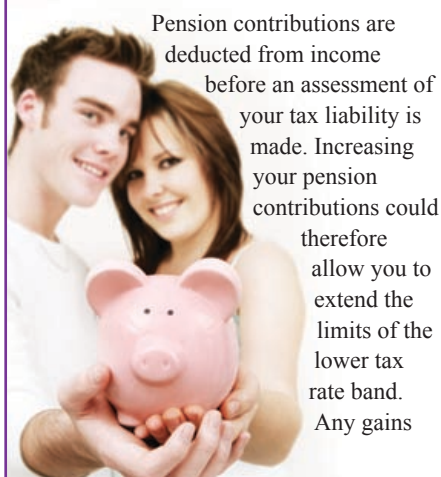 Pension contributions are
deducted from income
before an assessment of
your tax liability is
made. Increasing
your pension
contributions could
therefore
allow you to
extend the
limits of the
lower tax
rate band.
Any gains